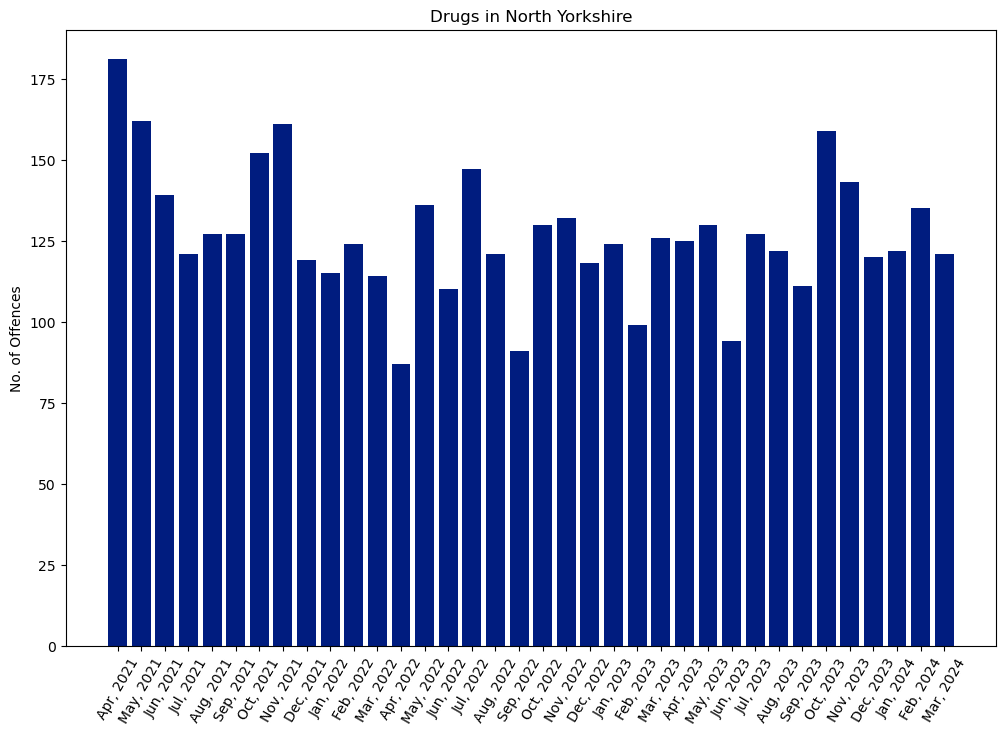 Drugs in North Yorkshire
No. of Offences
175
150
125
100
75
50
25
0
Apr, 2021
May, 2021
Jun, 2021
Jul, 2021
Aug, 2021
Sep, 2021
Oct, 2021
Nov, 2021
Dec, 2021
Jan, 2022
Feb, 2022
Mar, 2022
Apr, 2022
May, 2022
Jun, 2022
Jul, 2022
Aug, 2022
Sep, 2022
Oct, 2022
Nov, 2022
Dec, 2022
Jan, 2023
Feb, 2023
Mar, 2023
Apr, 2023
May, 2023
Jun, 2023
Jul, 2023
Aug, 2023
Sep, 2023
Oct, 2023
Nov, 2023
Dec, 2023
Jan, 2024
Feb, 2024
Mar, 2024